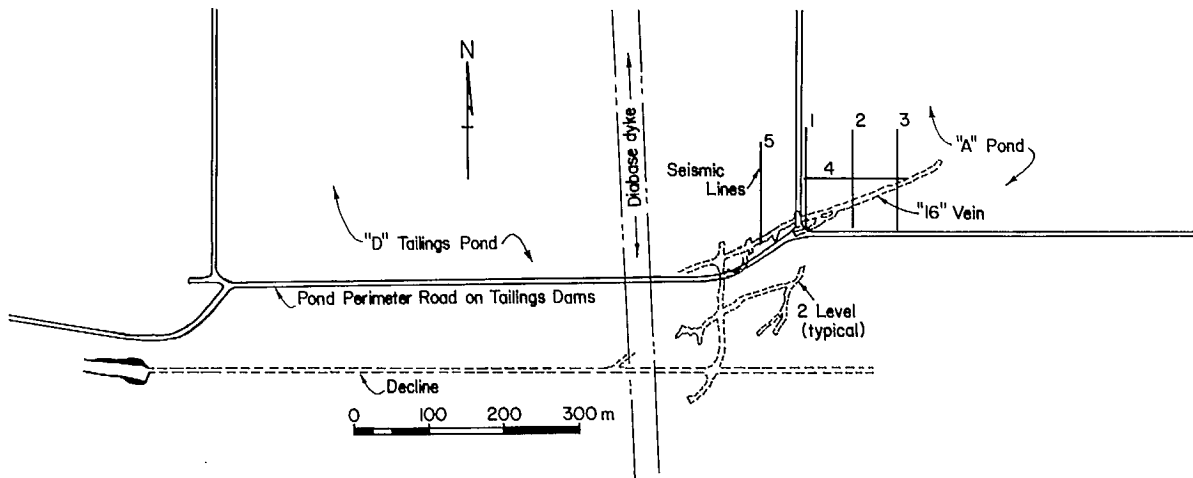 N
Diabase dyke
5
1
2
3
4
Seismic
Lines
"A" Pond
"16" Vein
"D" Tailings Pond
Pond Perimeter Road on Tailings Dams
2 Level
(typical)
Decline
0 100 200 300 m